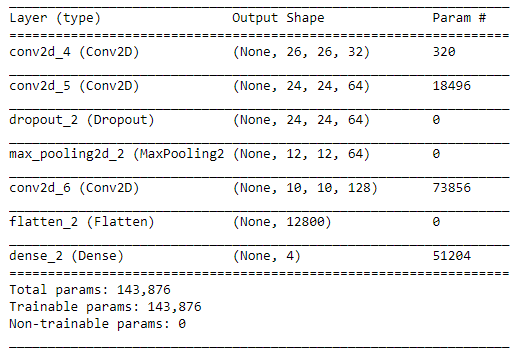 Layer (type) Output Shape Param #
conv2d_4 (Conv2D) (None, 26, 26, 32) 320
conv2d_5 (Conv2D) (None, 24, 24, 64) 18496
dropout_2 (Dropout) (None, 24, 24, 64) 0
max_pooling2d_2 (MaxPooling2 (None, 12, 12, 64) 0
conv2d_6 (Conv2D) (None, 10, 10, 128) 73856
flatten_2 (Flatten) (None, 12800) 0
dense_2 (Dense) (None, 4) 51204
Total params: 143,876
Trainable params: 143,876
Non-trainable params: 0